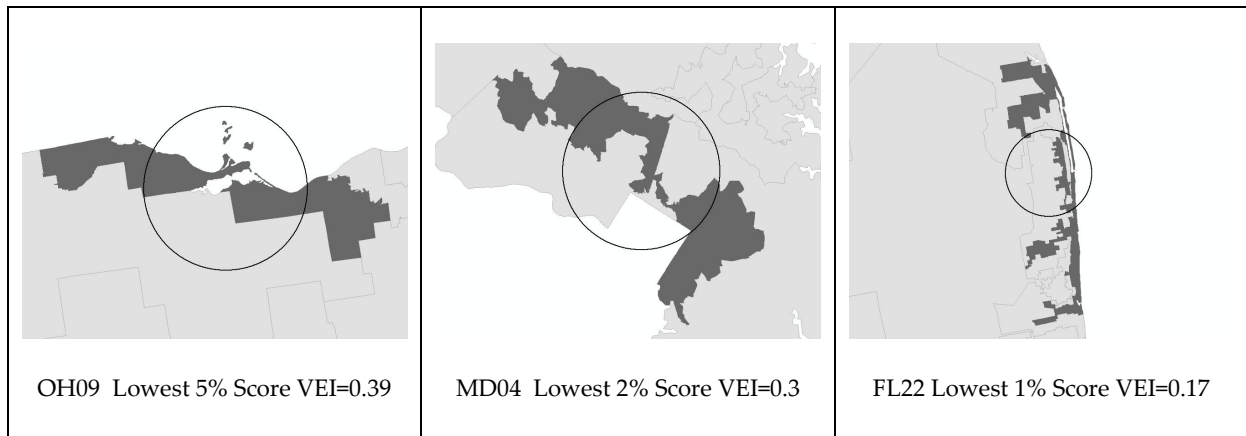 OH09 Lowest 5% Score VEI=0.39
MD04 Lowest 2% Score VEI=0.3
FL22 Lowest 1% Score VEI=0.17